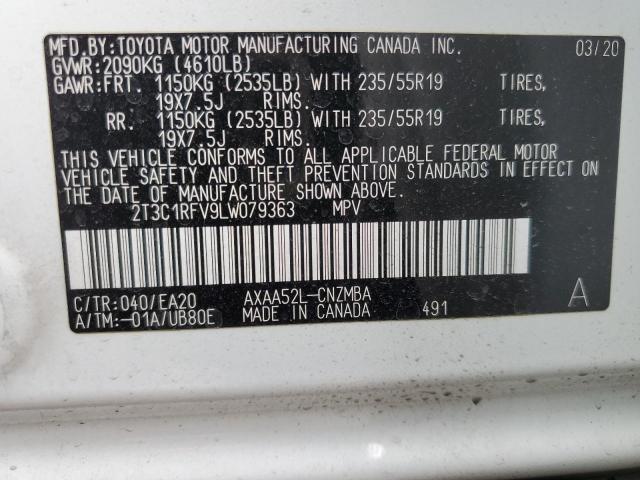 MFD.BY:TOYOTA MOTOR MANUFACTURING CANADA INC. 03/20
GVWR:2090KG (4610LB)
GAWR:FRT. 1150KG (2535LB) WITH 235/55R19 TIRES,
19X7.5J RIMS.
RR. 1150KG (2535LB) WITH 235/55R19 TIRES,
19X7.5J RIMS.
THIS VEHICLE CONFORMS TO ALL APPLICABLE FEDERAL MOTOR
VEHICLE SAFETY AND THEFT PREVENTION STANDARDS IN EFFECT ON
THE DATE OF MANUFACTURE SHOWN ABOVE.
2T3C1RFV9LW079363 MPV
C/TR:040/EA20 AXAA52L-CNZMBA A
A/TM:-01A/UB80E MADE IN CANADA 491